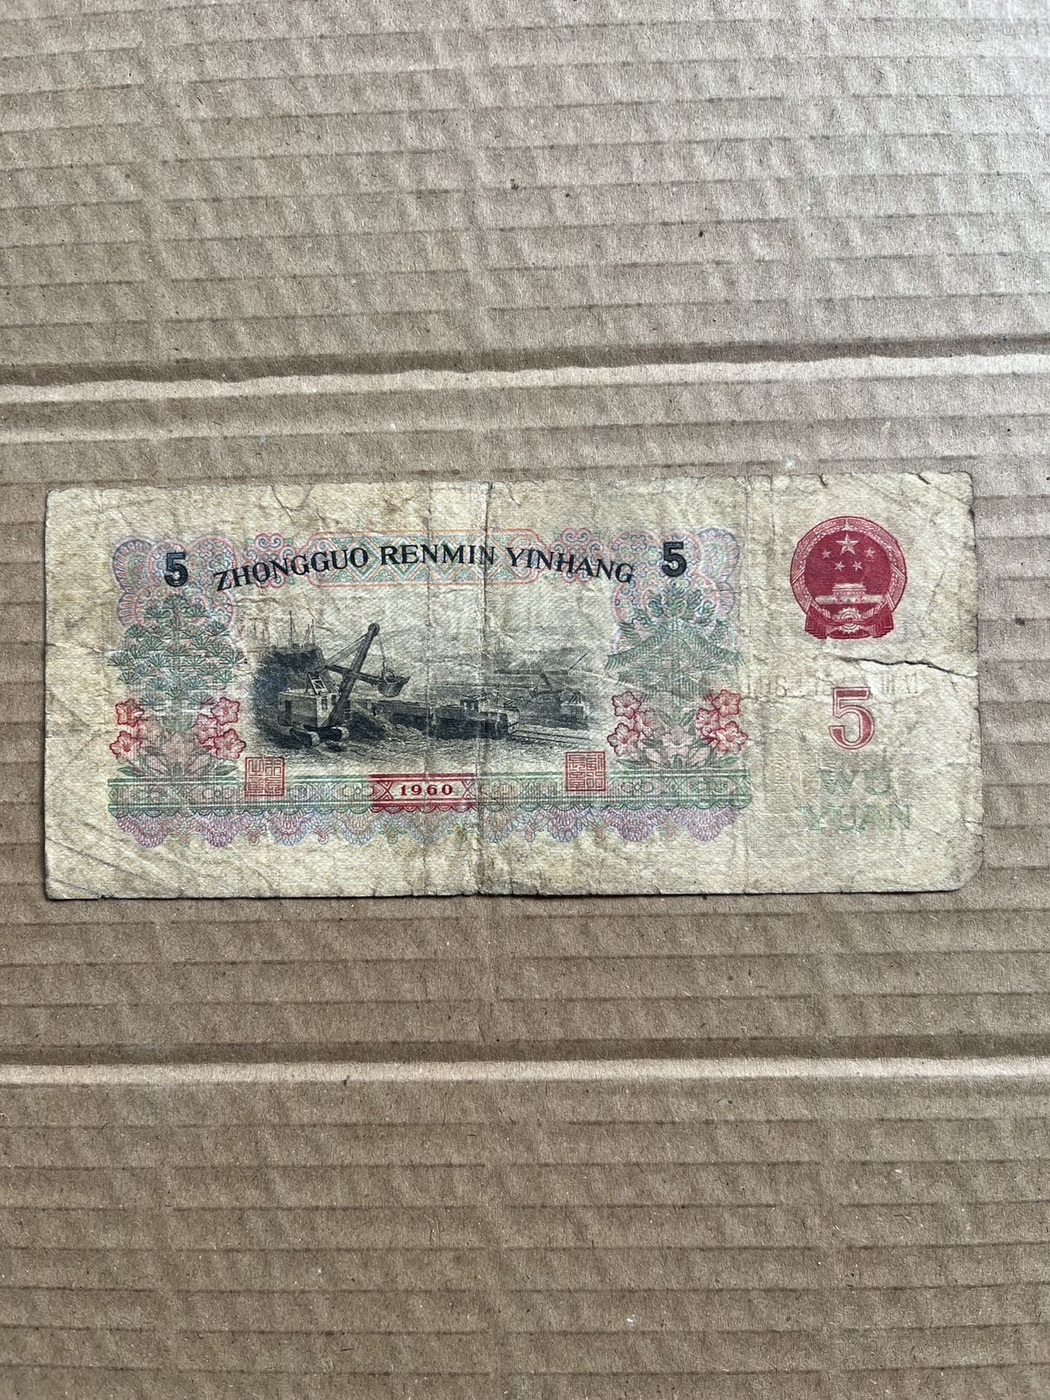 5 ZHONGGUO RENMIN YINHANG 5
5
WU
YUAN
1960